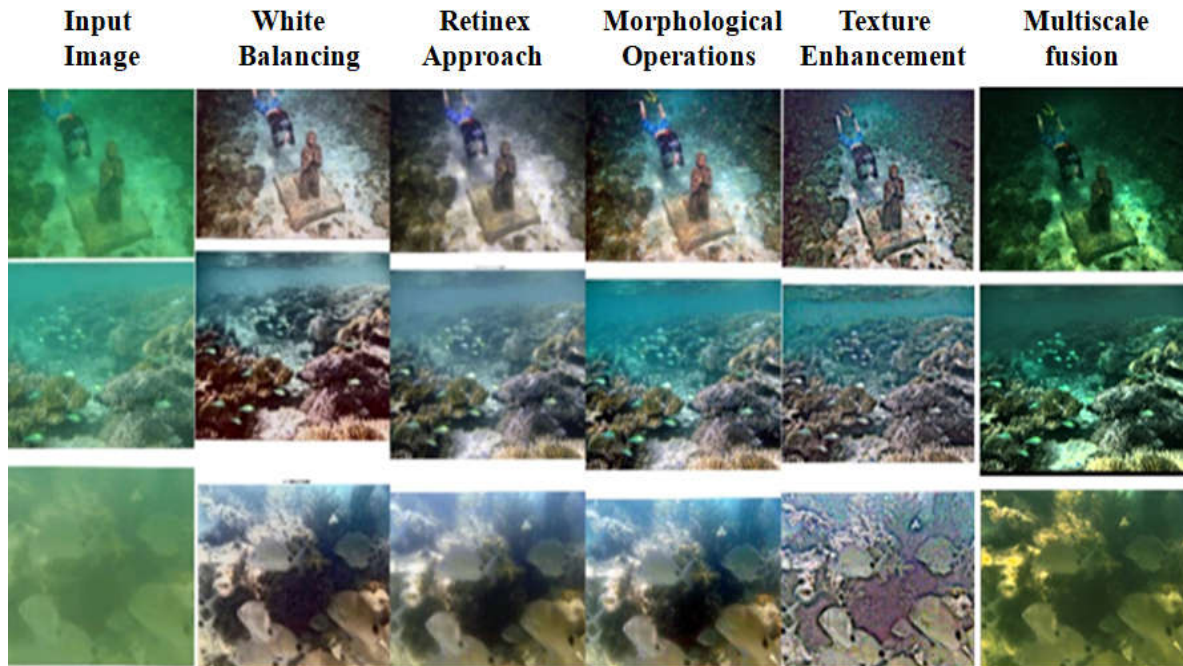 Input Image
White Balancing
Retinex Approach
Morphological Operations
Texture Enhancement
Multiscale fusion